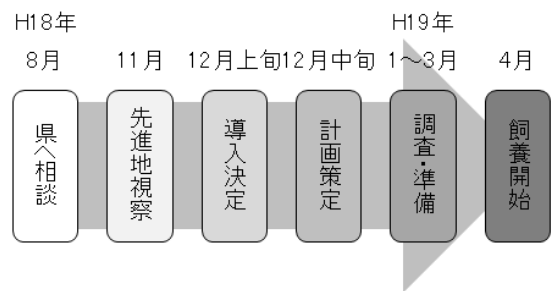 H18年
H19年
8月
11月
12月上旬
12月中旬
1～3月
4月
県へ相談
先進地視察
導入決定
計画策定
調査・準備
飼養開始